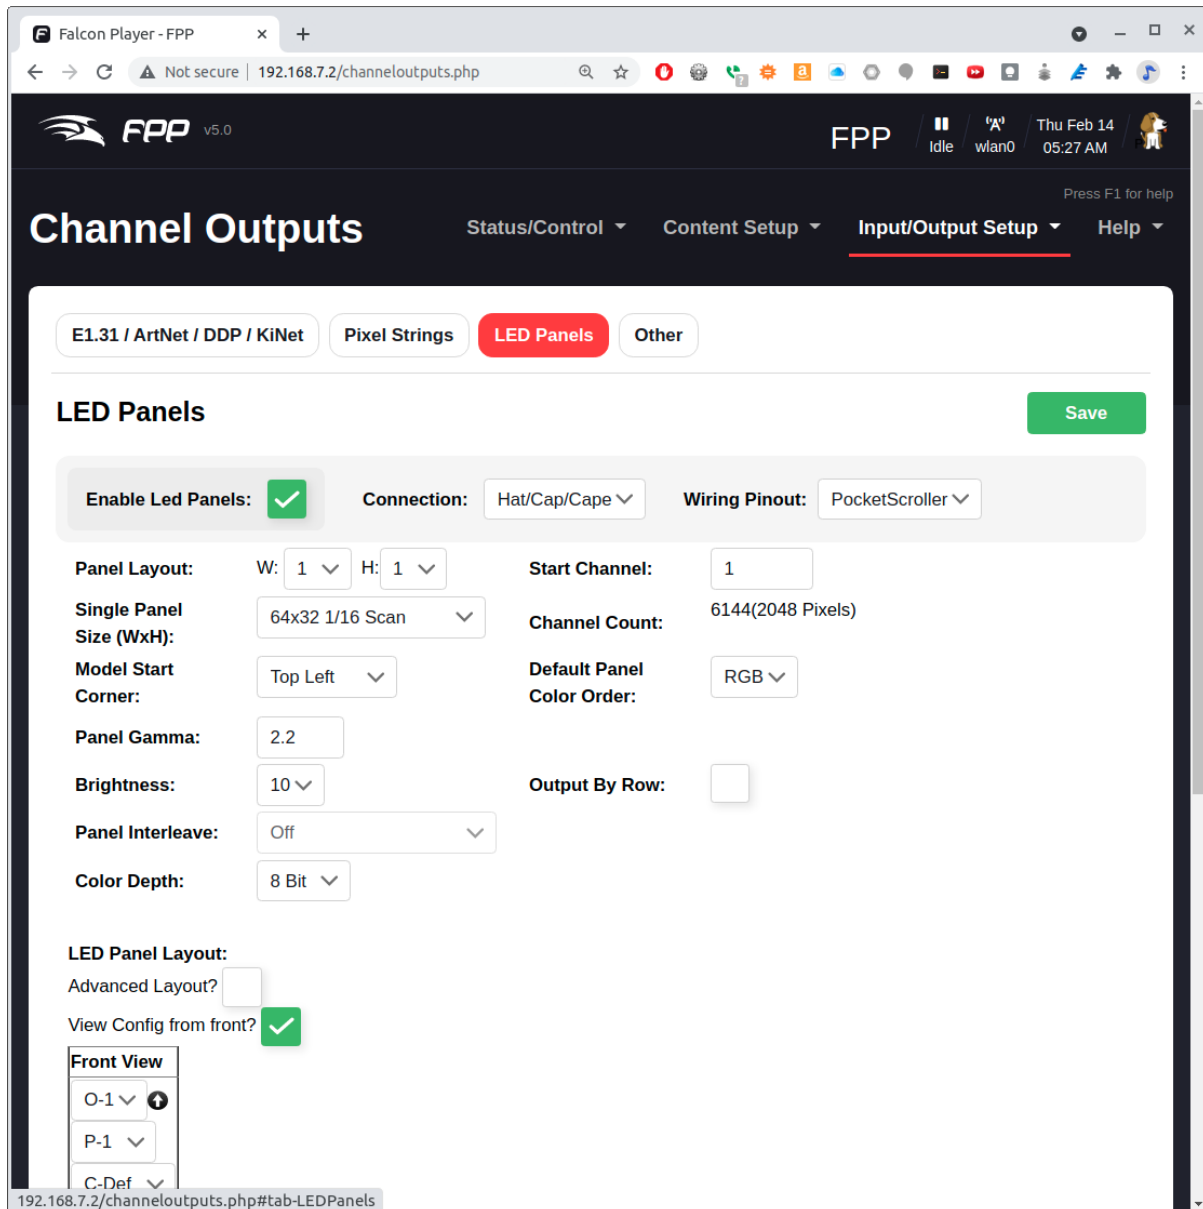 Falcon Player - FPP
Not secure 192.168.7.2/channeloutputs.php
FPP v5.0
FPP
Idle
wlan0
Thu Feb 14
05:27 AM
Press F1 for help
Channel Outputs
Status/Control
Content Setup
Input/Output Setup
Help
E1.31 / ArtNet / DDP / KiNet
Pixel Strings
LED Panels
Other
LED Panels
Save
Enable Led Panels:
Connection: Hat/Cap/Cape
Wiring Pinout: PocketScroller
Panel Layout: W: 1 H: 1
Start Channel: 1
Single Panel
Size (WxH):
64x32 1/16 Scan
Channel Count:
6144(2048 Pixels)
Model Start
Corner:
Top Left
Default Panel
Color Order:
RGB
Panel Gamma: 2.2
Brightness: 10
Output By Row:
Panel Interleave: Off
Color Depth: 8 Bit
LED Panel Layout:
Advanced Layout?
View Config from front?
Front View
O-1
P-1
C-Def
192.168.7.2/channeloutputs.php#tab-LEDPanels